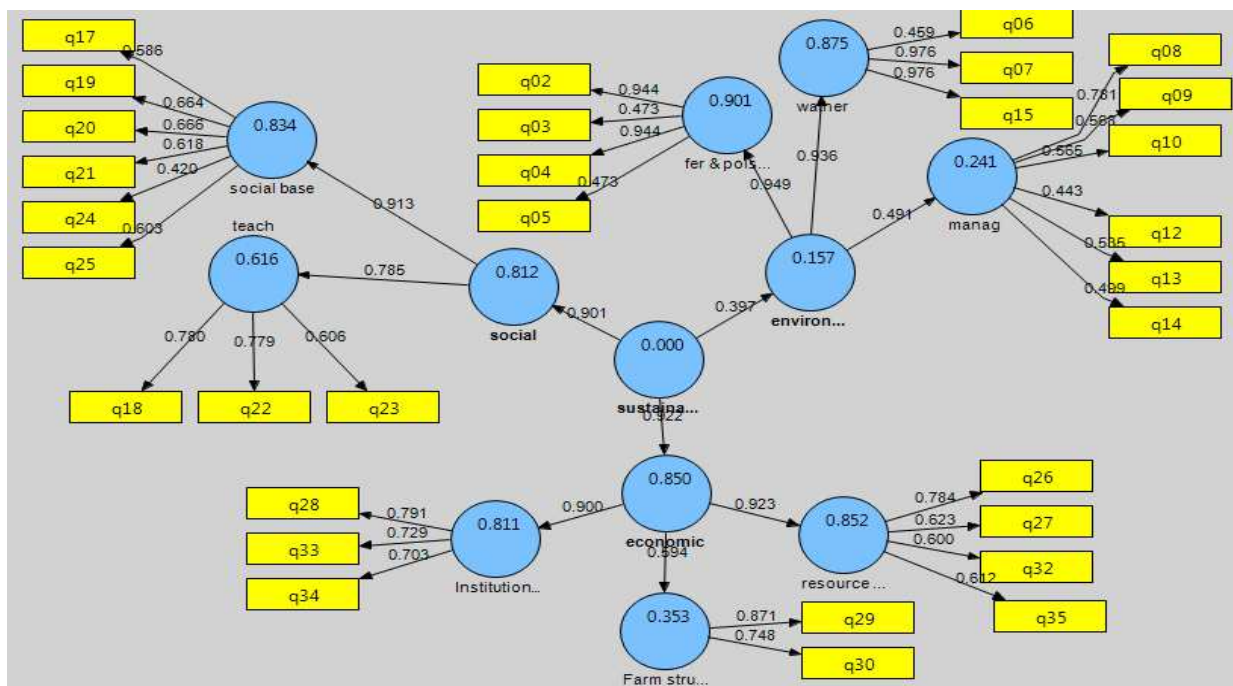 q17
0.586
q19
0.664
q20
0.666
q21
0.618
q24
0.420
q25
0.603
0.834
social base
0.913
teach
0.616
0.785
0.780
0.779
0.606
q18
q22
q23
0.812
social
0.901
q02
0.944
q03
0.473
q04
0.944
q05
0.473
0.901
fer & pois...
0.949
0.875
wather
0.936
0.459
q06
0.976
q07
0.976
q15
0.241
manag
0.491
0.781
q08
0.568
q09
0.565
q10
0.443
q12
0.535
q13
0.499
q14
0.157
environ...
0.397
0.000
sustaina...
0.922
0.850
economic
0.900
0.811
Institution...
q28
0.791
q33
0.729
q34
0.703
0.594
0.353
Farm stru...
0.871
q29
0.748
q30
0.923
0.852
resource ...
0.784
q26
0.623
q27
0.600
q32
0.612
q35